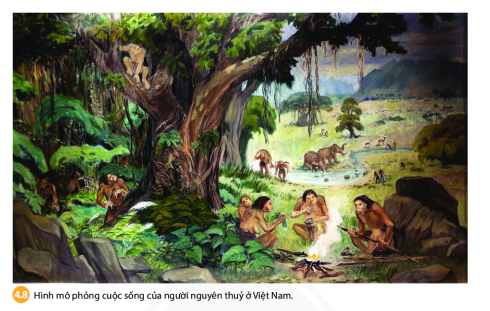 4.8 Hình mô phỏng cuộc sống của người nguyên thuỷ ở Việt Nam.